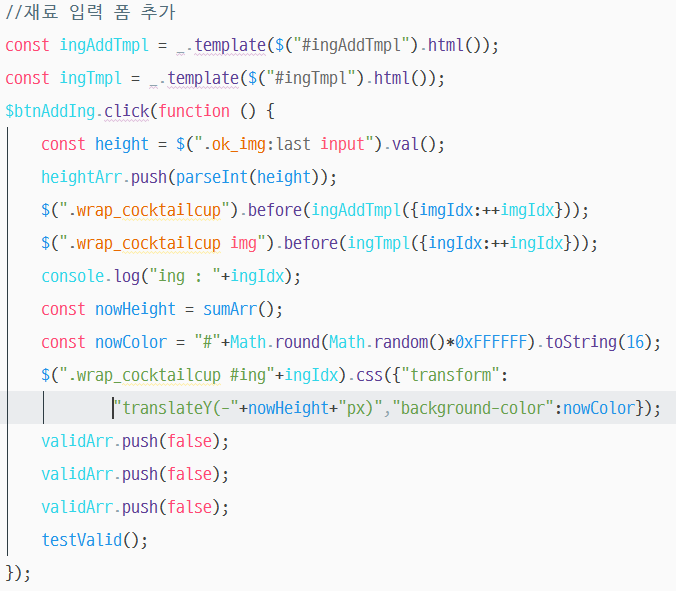 //재료 입력 폼 추가
const ingAddTmpl = _.template($("#ingAddTmpl").html());
const ingTmpl = _.template($("#ingTmpl").html());
$btnAddIng.click(function () {
    const height = $(".ok_img:last input").val();
    heightArr.push(parseInt(height));
    $(".wrap_cocktailcup").before(ingAddTmpl({imgIdx:++imgIdx}));
    $(".wrap_cocktailcup img").before(ingTmpl({ingIdx:++ingIdx}));
    console.log("ing : "+ingIdx);
    const nowHeight = sumArr();
    const nowColor = "#"+Math.round(Math.random()*0xFFFFFF).toString(16);
    $(".wrap_cocktailcup #ing"+ingIdx).css({"transform":
            "translateY(-"+nowHeight+"px)","background-color":nowColor});
    validArr.push(false);
    validArr.push(false);
    validArr.push(false);
    testValid();
});